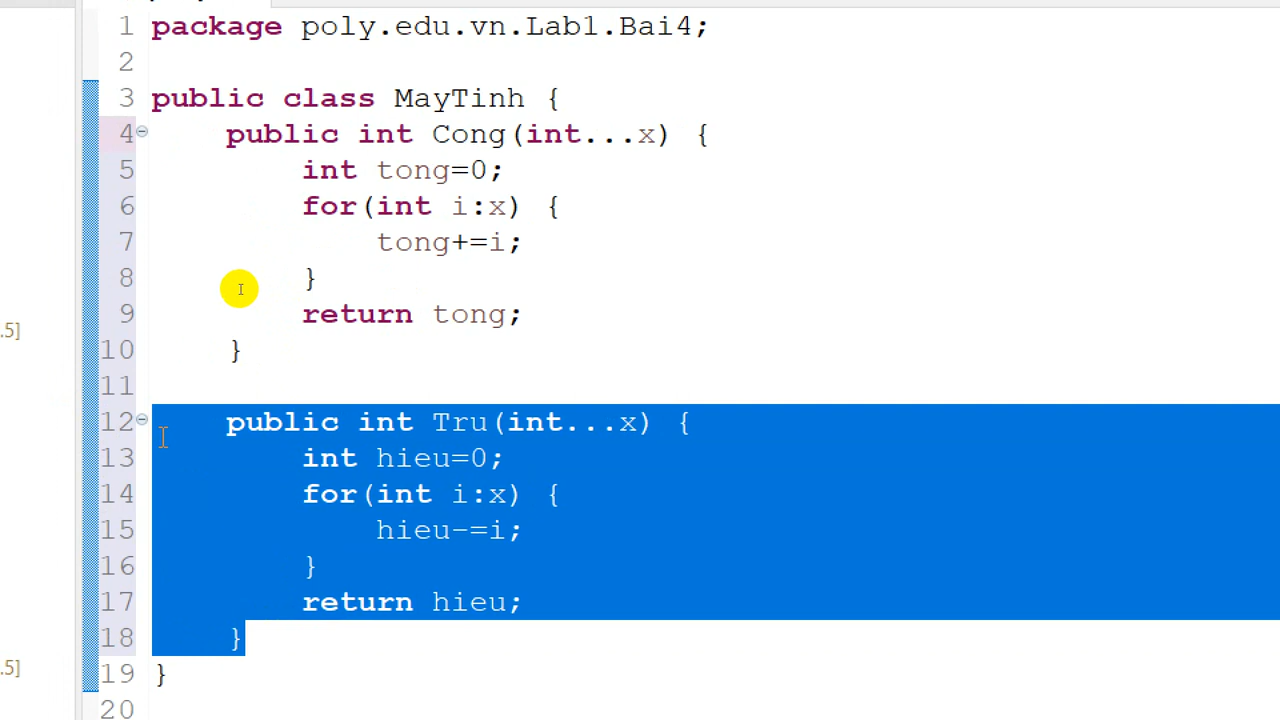 1 package poly.edu.vn.Lab1.Bai4;
2
3 public class MayTinh {
4 public int Cong(int...x) {
5 int tong=0;
6 for(int i:x) {
7 tong+=i;
8 }
9 return tong;
10 }
11
12 public int Tru(int...x) {
13 int hieu=0;
14 for(int i:x) {
15 hieu-=i;
16 }
17 return hieu;
18 }
19 }
20
.5]
.5]